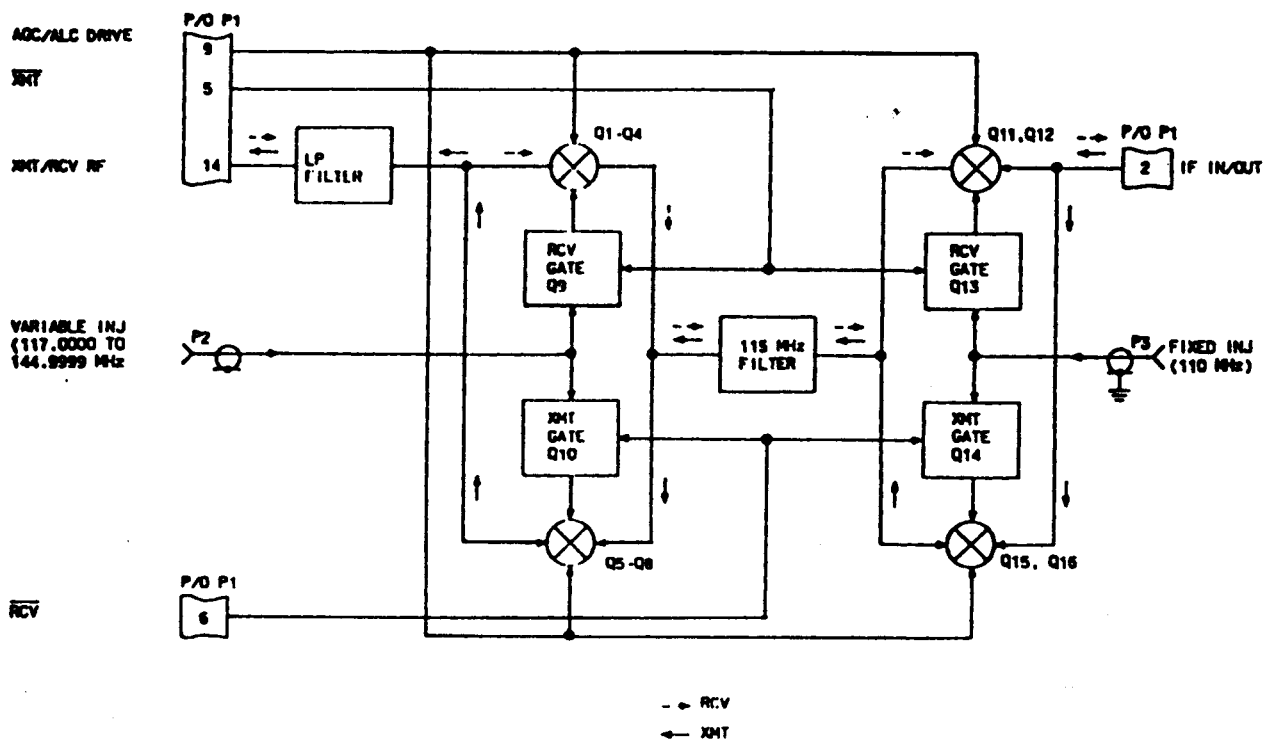 P/O P1
AGC/ALC DRIVE
9
XMT
5
XMT/RCV RF
14
LP
FILTER
Q1-Q4
Q11,Q12
P/O P1
2
IF IN/OUT
RCV
GATE
Q9
RCV
GATE
Q13
VARIABLE INJ
(117.0000 TO
144.9999 MHz
P2
115 MHz
FILTER
P3
FIXED INJ
(110 MHz)
XMT
GATE
Q10
XMT
GATE
Q14
Q5-Q8
Q15, Q16
P/O P1
RCV
6
RCV
XMT